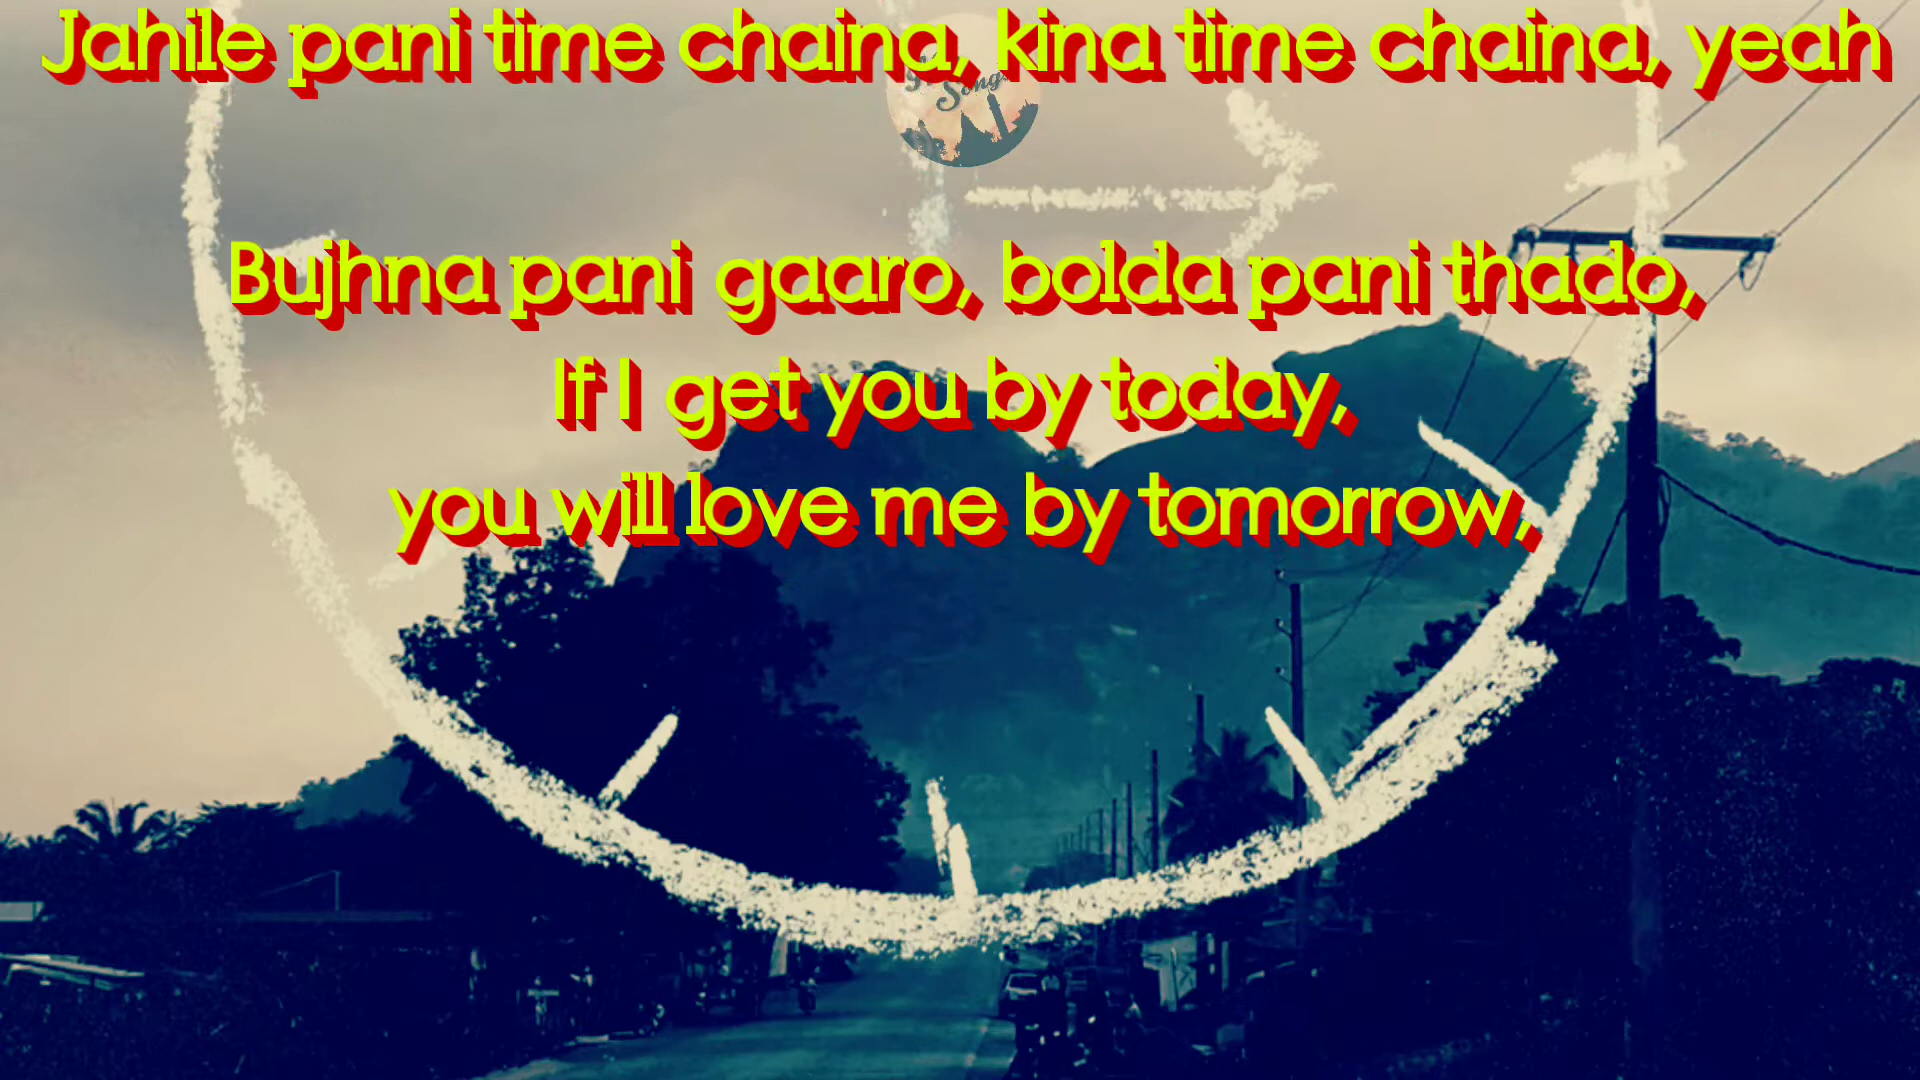 Jahile pani time chaina, kina time chaina, yeah
Song
Bujhna pani gaaro, bolda pani thado,
If I get you by today,
you will love me by tomorrow,